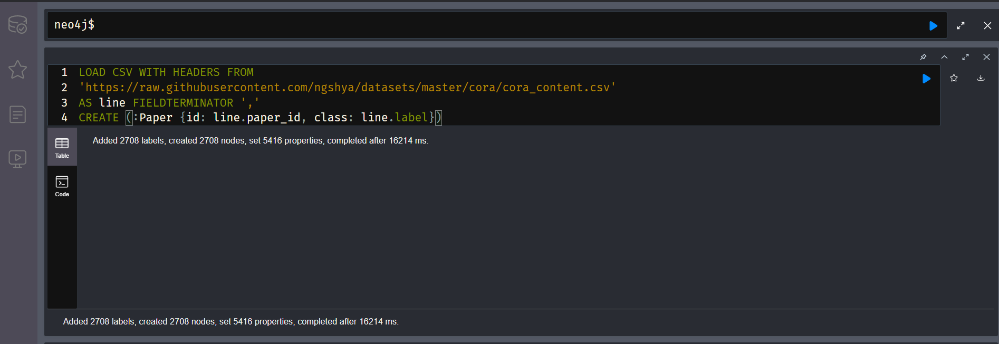 neo4j$
1 LOAD CSV WITH HEADERS FROM
2 'https://raw.githubusercontent.com/ngshya/datasets/master/cora/cora_content.csv'
3 AS line FIELDTERMINATOR ','
4 CREATE (:Paper {id: line.paper_id, class: line.label})
Added 2708 labels, created 2708 nodes, set 5416 properties, completed after 16214 ms.
Table
Code
Added 2708 labels, created 2708 nodes, set 5416 properties, completed after 16214 ms.